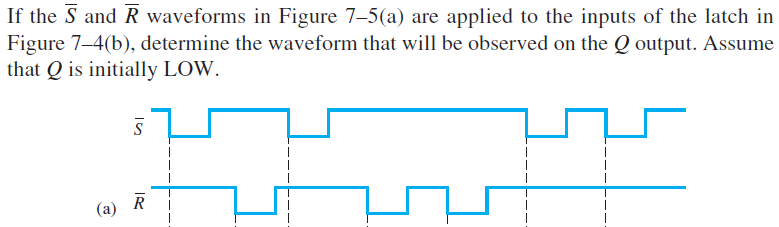 If the S̅ and R̅ waveforms in Figure 7–5(a) are applied to the inputs of the latch in
Figure 7–4(b), determine the waveform that will be observed on the Q output. Assume
that Q is initially LOW.
S̅
(a) R̅